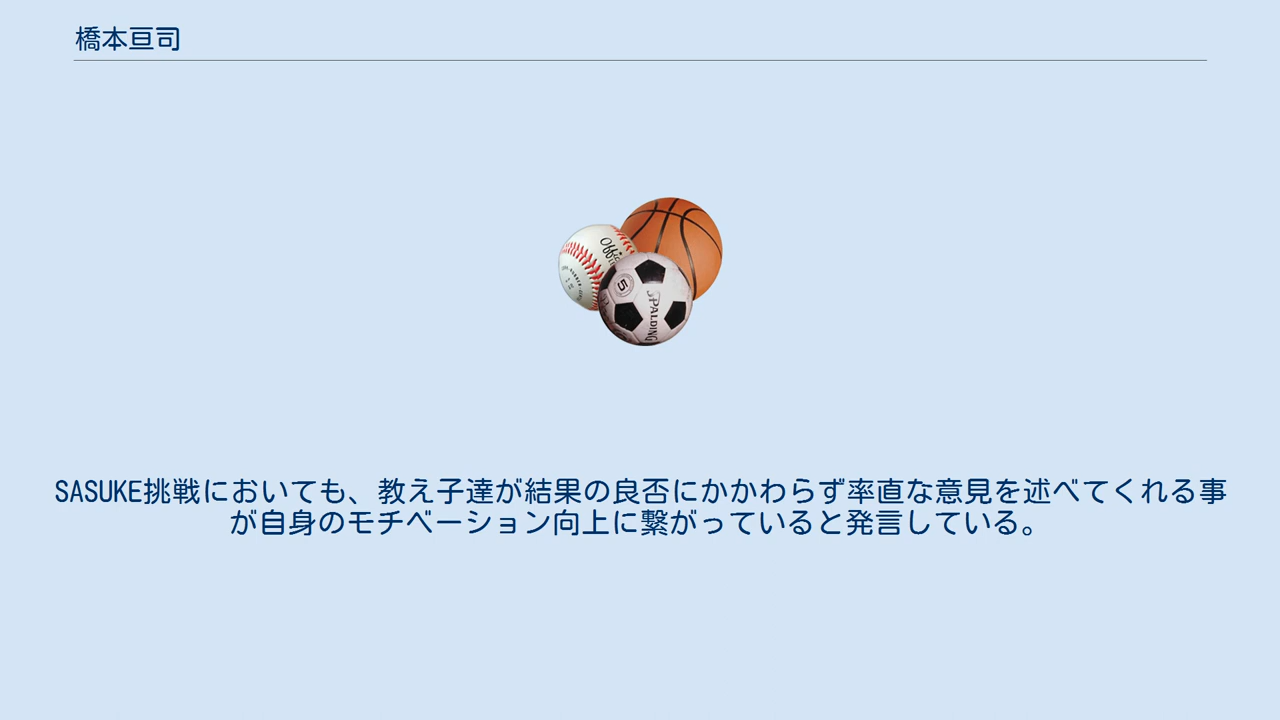 橋本亘司
Offi
5
SPALDING
SASUKE挑戦においても、教え子達が結果の良否にかかわらず率直な意見を述べてくれる事
が自身のモチベーション向上に繋がっていると発言している。